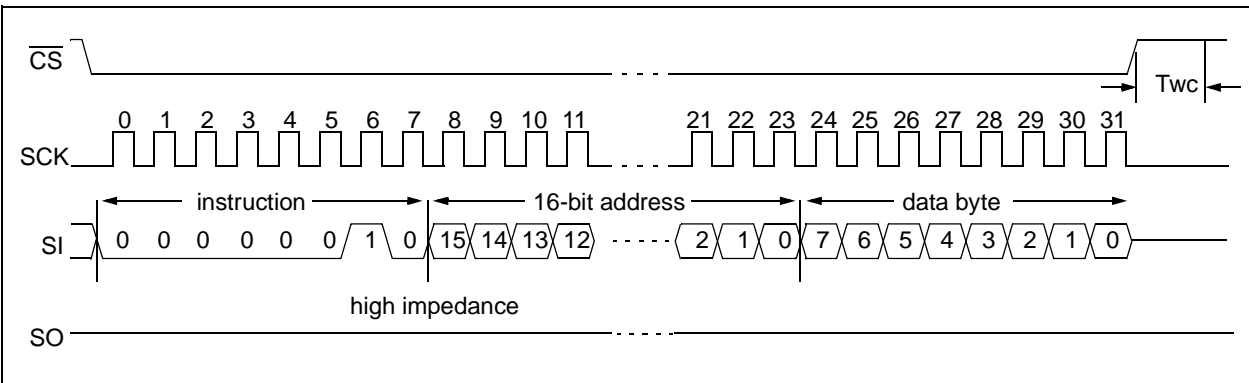 CS
Twc
0 1 2 3 4 5 6 7 8 9 10 11 21 22 23 24 25 26 27 28 29 30 31
SCK
instruction 16-bit address data byte
SI 0 0 0 0 0 0 1 0 15 14 13 12 2 1 0 7 6 5 4 3 2 1 0
high impedance
SO